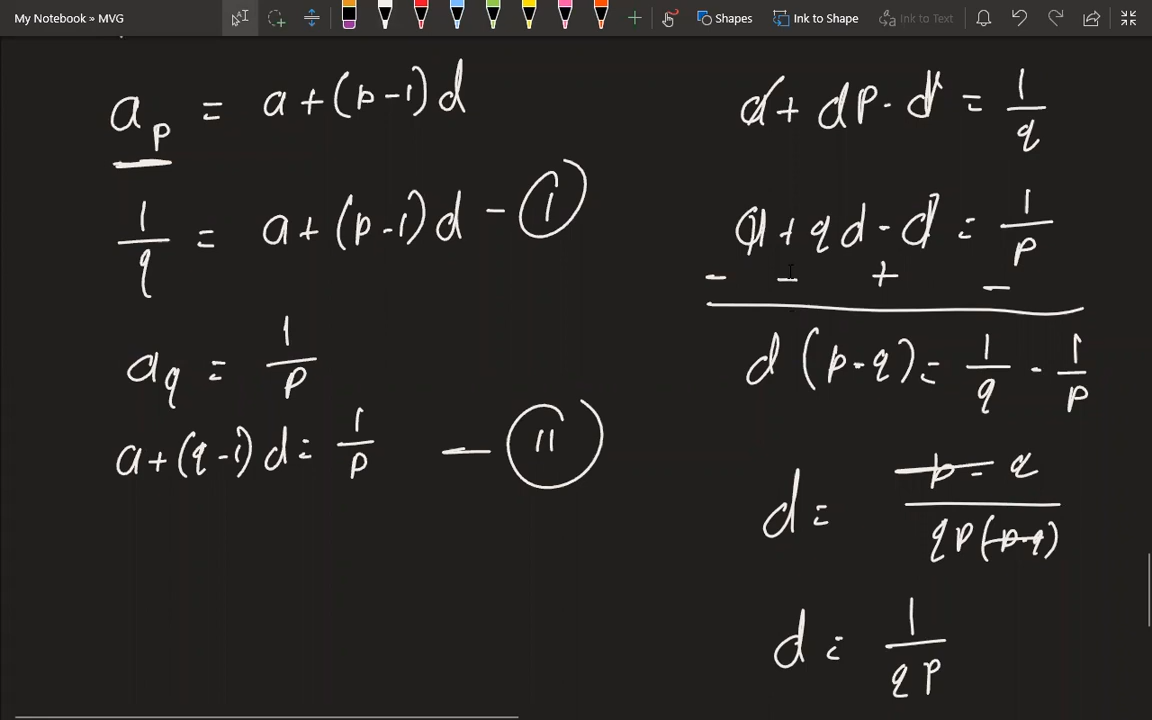 My Notebook » MVG
Shapes
Ink to Shape
Ink to Text
a_p = a+(p-1)d
1/q = a+(p-1)d - (I)
a_q = 1/p
a+(q-1)d = 1/p - (II)
a + dp - d = 1/q
a + qd - d = 1/p
- - + -
d (p-q) = 1/q - 1/p
d = p-q / qp(p-q)
d = 1/qp